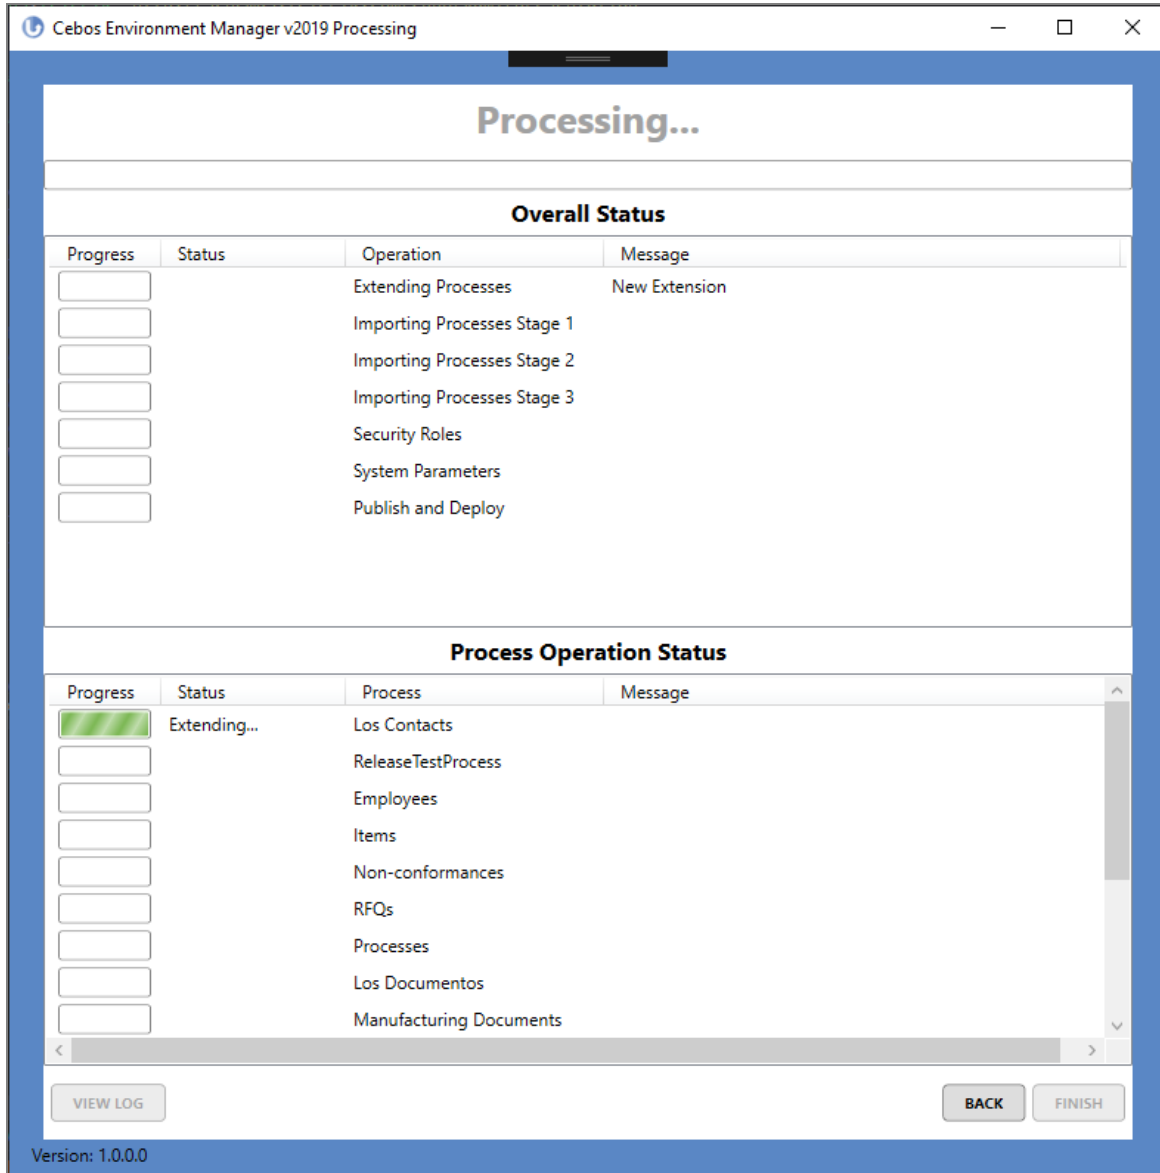 Cebos Environment Manager v2019 Processing
Processing...
Overall Status
Progress Status Operation Message
Extending Processes New Extension
Importing Processes Stage 1
Importing Processes Stage 2
Importing Processes Stage 3
Security Roles
System Parameters
Publish and Deploy
Process Operation Status
Progress Status Process Message
Extending... Los Contacts
ReleaseTestProcess
Employees
Items
Non-conformances
RFQs
Processes
Los Documentos
Manufacturing Documents
VIEW LOG BACK FINISH
Version: 1.0.0.0